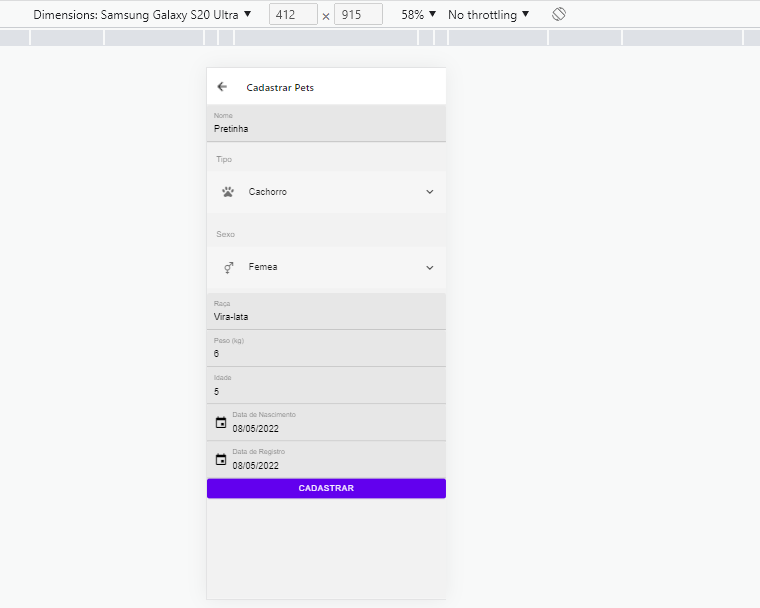 Dimensions: Samsung Galaxy S20 Ultra ▼ 412 × 915 58% ▼ No throttling ▼
Cadastrar Pets
Nome
Pretinha
Tipo
Cachorro
Sexo
Femea
Raça
Vira-lata
Peso (kg)
6
Idade
5
Data de Nascimento
08/05/2022
Data de Registro
08/05/2022
CADASTRAR